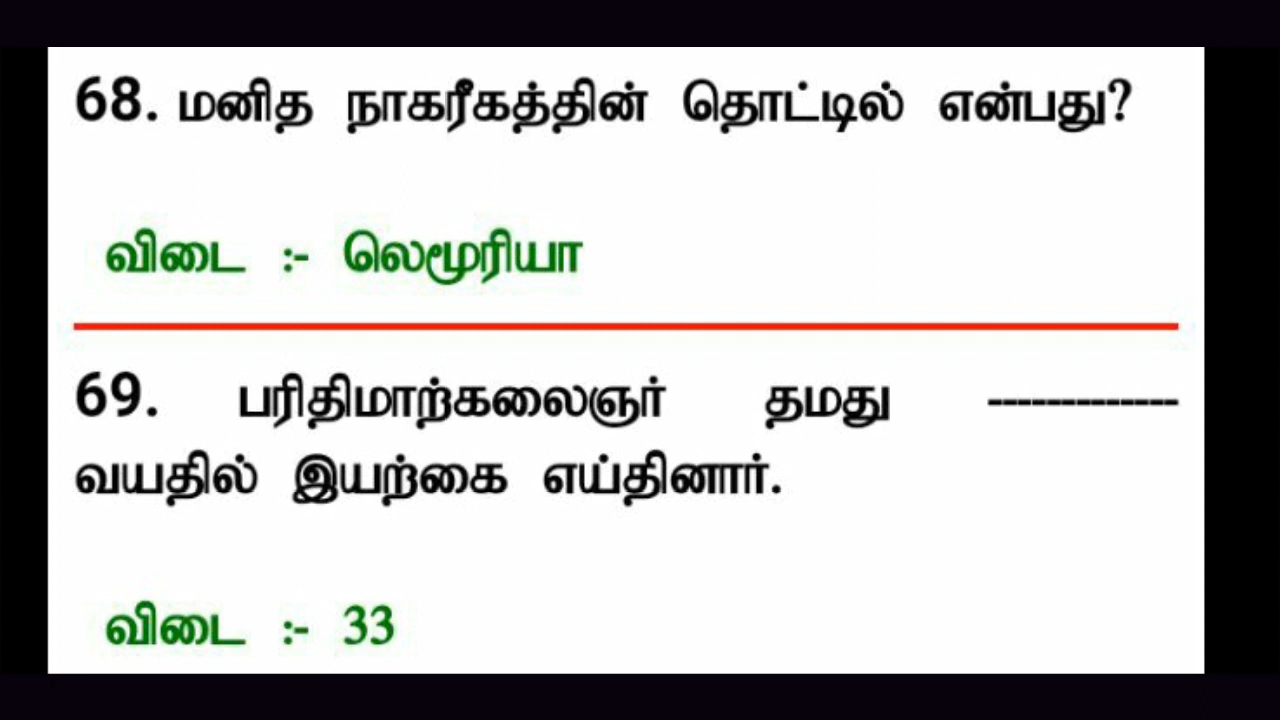 68. மனித நாகரீகத்தின் தொட்டில் என்பது?
விடை :- லெமூரியா
69. பரிதிமாற்கலைஞர் தமது -------------
வயதில் இயற்கை எய்தினார்.
விடை :- 33